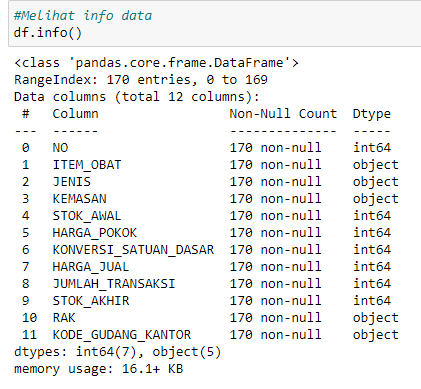 #Melihat info data
df.info()
<class 'pandas.core.frame.DataFrame'>
RangeIndex: 170 entries, 0 to 169
Data columns (total 12 columns):
 #   Column                 Non-Null Count  Dtype
---  ------                 --------------  -----
 0   NO                     170 non-null    int64
 1   ITEM_OBAT              170 non-null    object
 2   JENIS                  170 non-null    object
 3   KEMASAN                170 non-null    object
 4   STOK_AWAL              170 non-null    int64
 5   HARGA_POKOK            170 non-null    int64
 6   KONVERSI_SATUAN_DASAR  170 non-null    int64
 7   HARGA_JUAL             170 non-null    int64
 8   JUMLAH_TRANSAKSI       170 non-null    int64
 9   STOK_AKHIR             170 non-null    int64
 10  RAK                    170 non-null    object
 11  KODE_GUDANG_KANTOR     170 non-null    object
dtypes: int64(7), object(5)
memory usage: 16.1+ KB